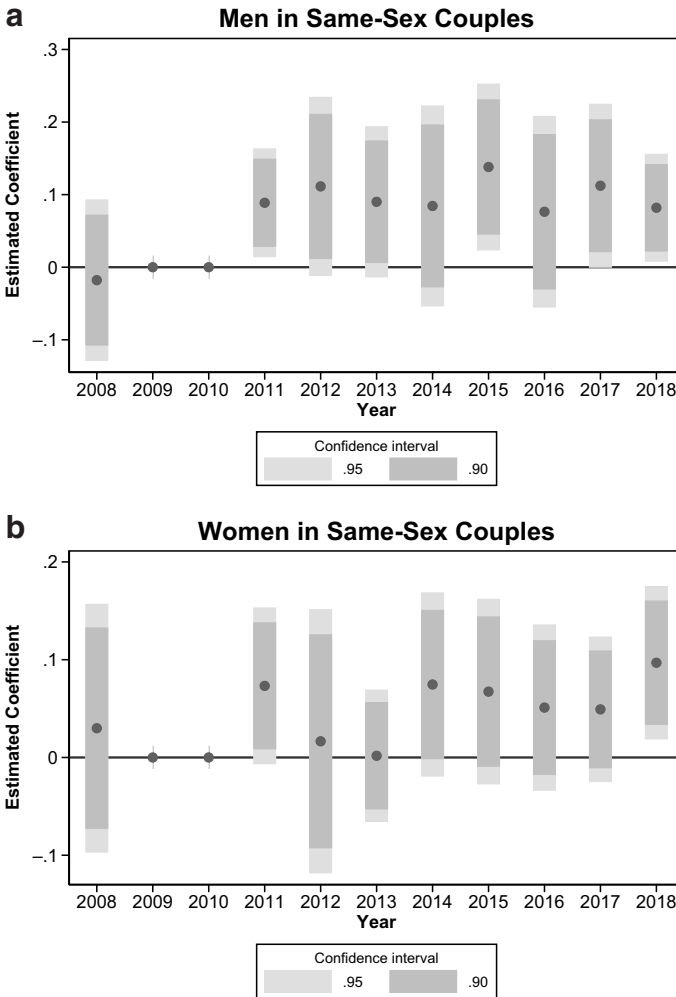 a
Men in Same-Sex Couples
.3
.2
.1
0
–.1
Estimated Coefficient
2008 2009 2010 2011 2012 2013 2014 2015 2016 2017 2018
Year
Confidence interval
.95 .90
b
Women in Same-Sex Couples
.2
.1
0
–.1
Estimated Coefficient
2008 2009 2010 2011 2012 2013 2014 2015 2016 2017 2018
Year
Confidence interval
.95 .90